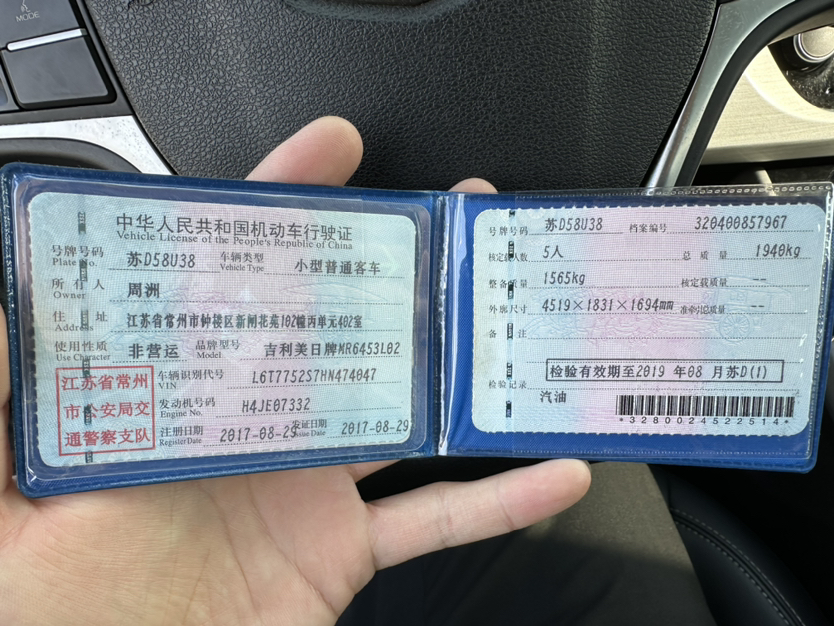 MODE
中华人民共和国机动车行驶证
Vehicle License of the People's Republic of China
号牌号码 苏D58U38 车辆类型 小型普通客车
Plate No. Vehicle Type
所有人 周洲
Owner
住址 江苏省常州市钟楼区新闸花苑102幢丙单元402室
Address
使用性质 非营运 品牌型号 吉利美日牌MR6453L02
Use Character Model
江苏省常州
市公安局交
通警察支队
车辆识别代号 L6T7752S7HN474047
VIN
发动机号码 H4JE07332
Engine No.
注册日期 2017-08-29 发证日期 2017-08-29
Register Date Issue Date
号牌号码 苏D58U38 档案编号 320400857967
核定载人数 5人 总质量 1940kg
整备质量 1565kg 核定载质量 --
外廓尺寸 4519×1831×1694mm 准牵引总质量 --
备注
检验记录 检验有效期至2019 年08 月苏D(1)
汽油
*3280024522514*